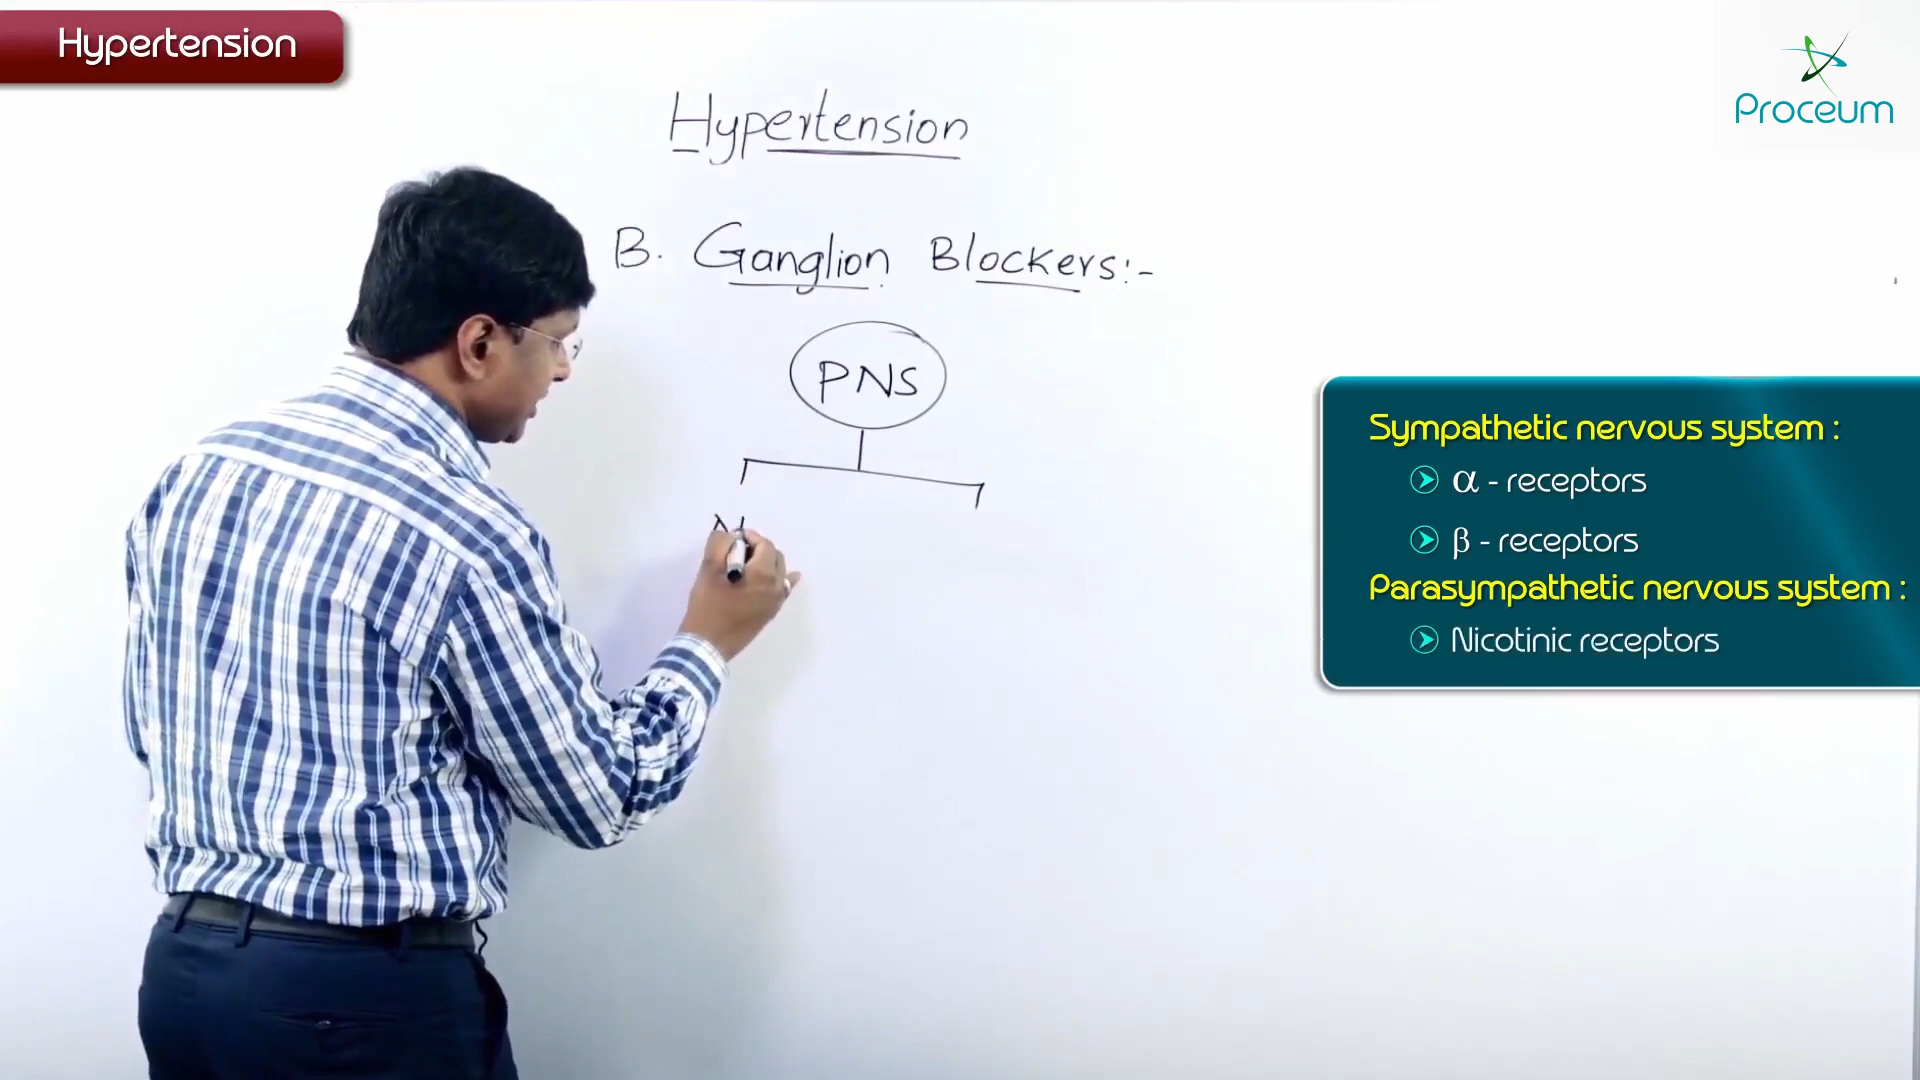 Hypertension
Proceum
Hypertension
B. Ganglion Blockers:-
PNS
Sympathetic nervous system :
α - receptors
β - receptors
Parasympathetic nervous system :
Nicotinic receptors